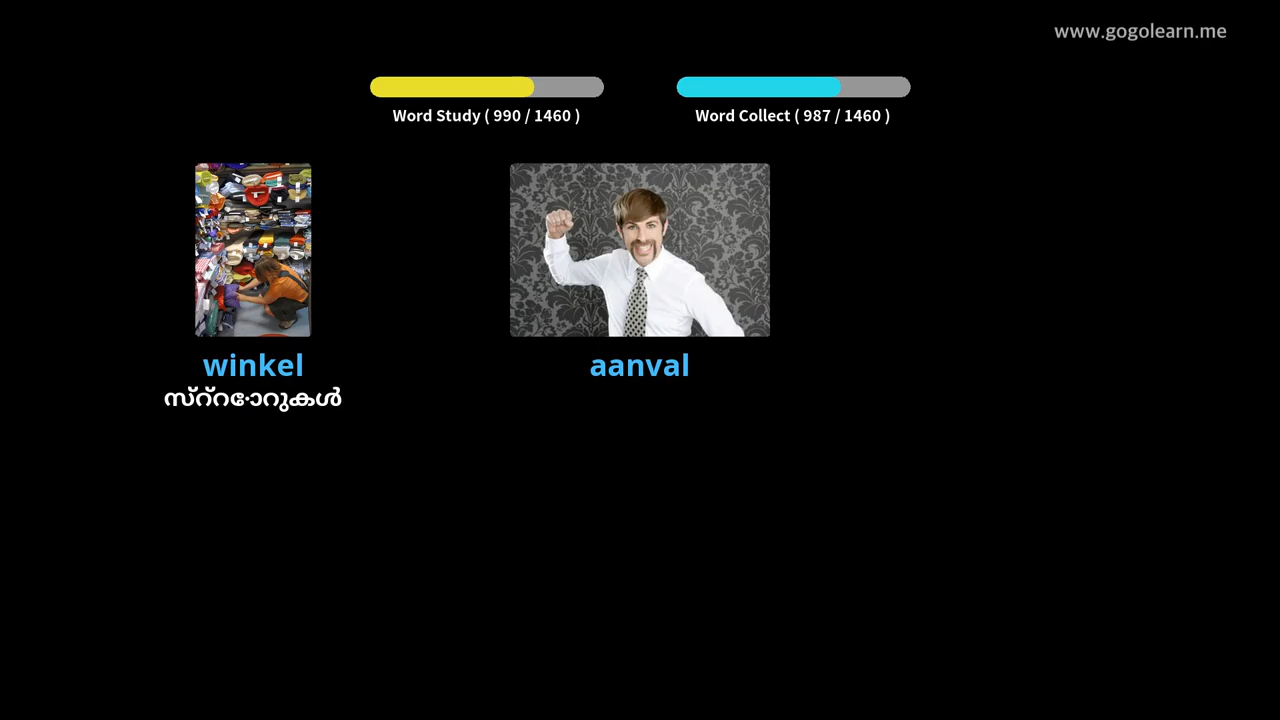 www.gogolearn.me
Word Study ( 990 / 1460 )
Word Collect ( 987 / 1460 )
winkel
aanval
സ്റ്റോറുകൾ